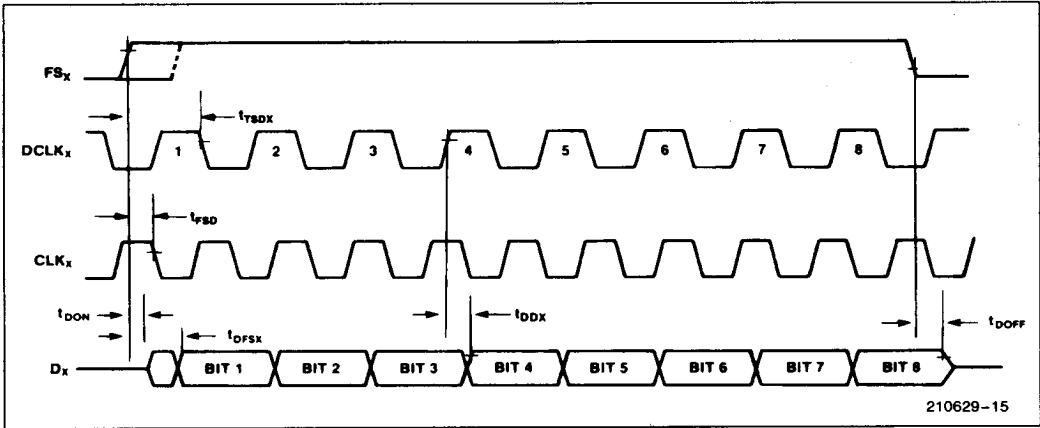 FSX
tTSDX
DCLKX 1 2 3 4 5 6 7 8
tFSD
CLKX
tDON tDFSX tDDX tDOFF
DX BIT 1 BIT 2 BIT 3 BIT 4 BIT 5 BIT 6 BIT 7 BIT 8
210629-15